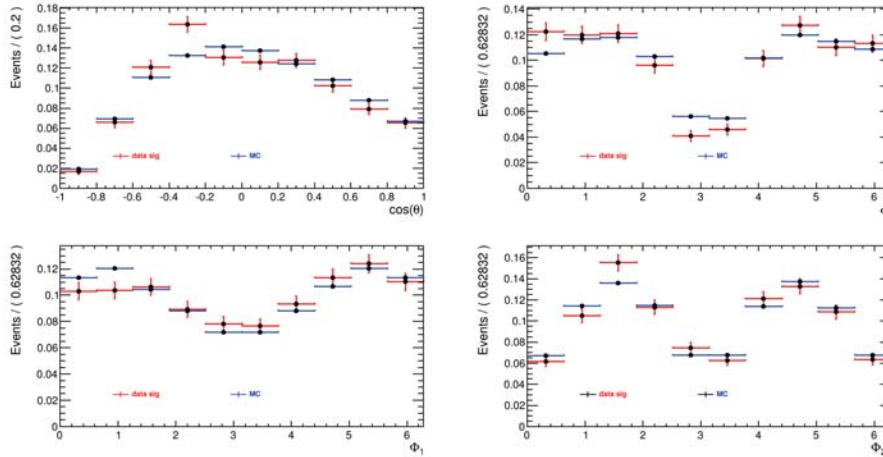 Events / ( 0.2 )
0.18
0.16
0.14
0.12
0.1
0.08
0.06
0.04
0.02
0
data sig
MC
-1 -0.8 -0.6 -0.4 -0.2 0 0.2 0.4 0.6 0.8 1
cos(θ)
Events / ( 0.62832 )
0.14
0.12
0.1
0.08
0.06
0.04
0.02
0
data sig
MC
0 1 2 3 4 5 6
Events / ( 0.62832 )
0.12
0.1
0.08
0.06
0.04
0.02
0
data sig
MC
0 1 2 3 4 5 6
Φ1
Events / ( 0.62832 )
0.16
0.14
0.12
0.1
0.08
0.06
0.04
0.02
0
data sig
MC
0 1 2 3 4 5 6